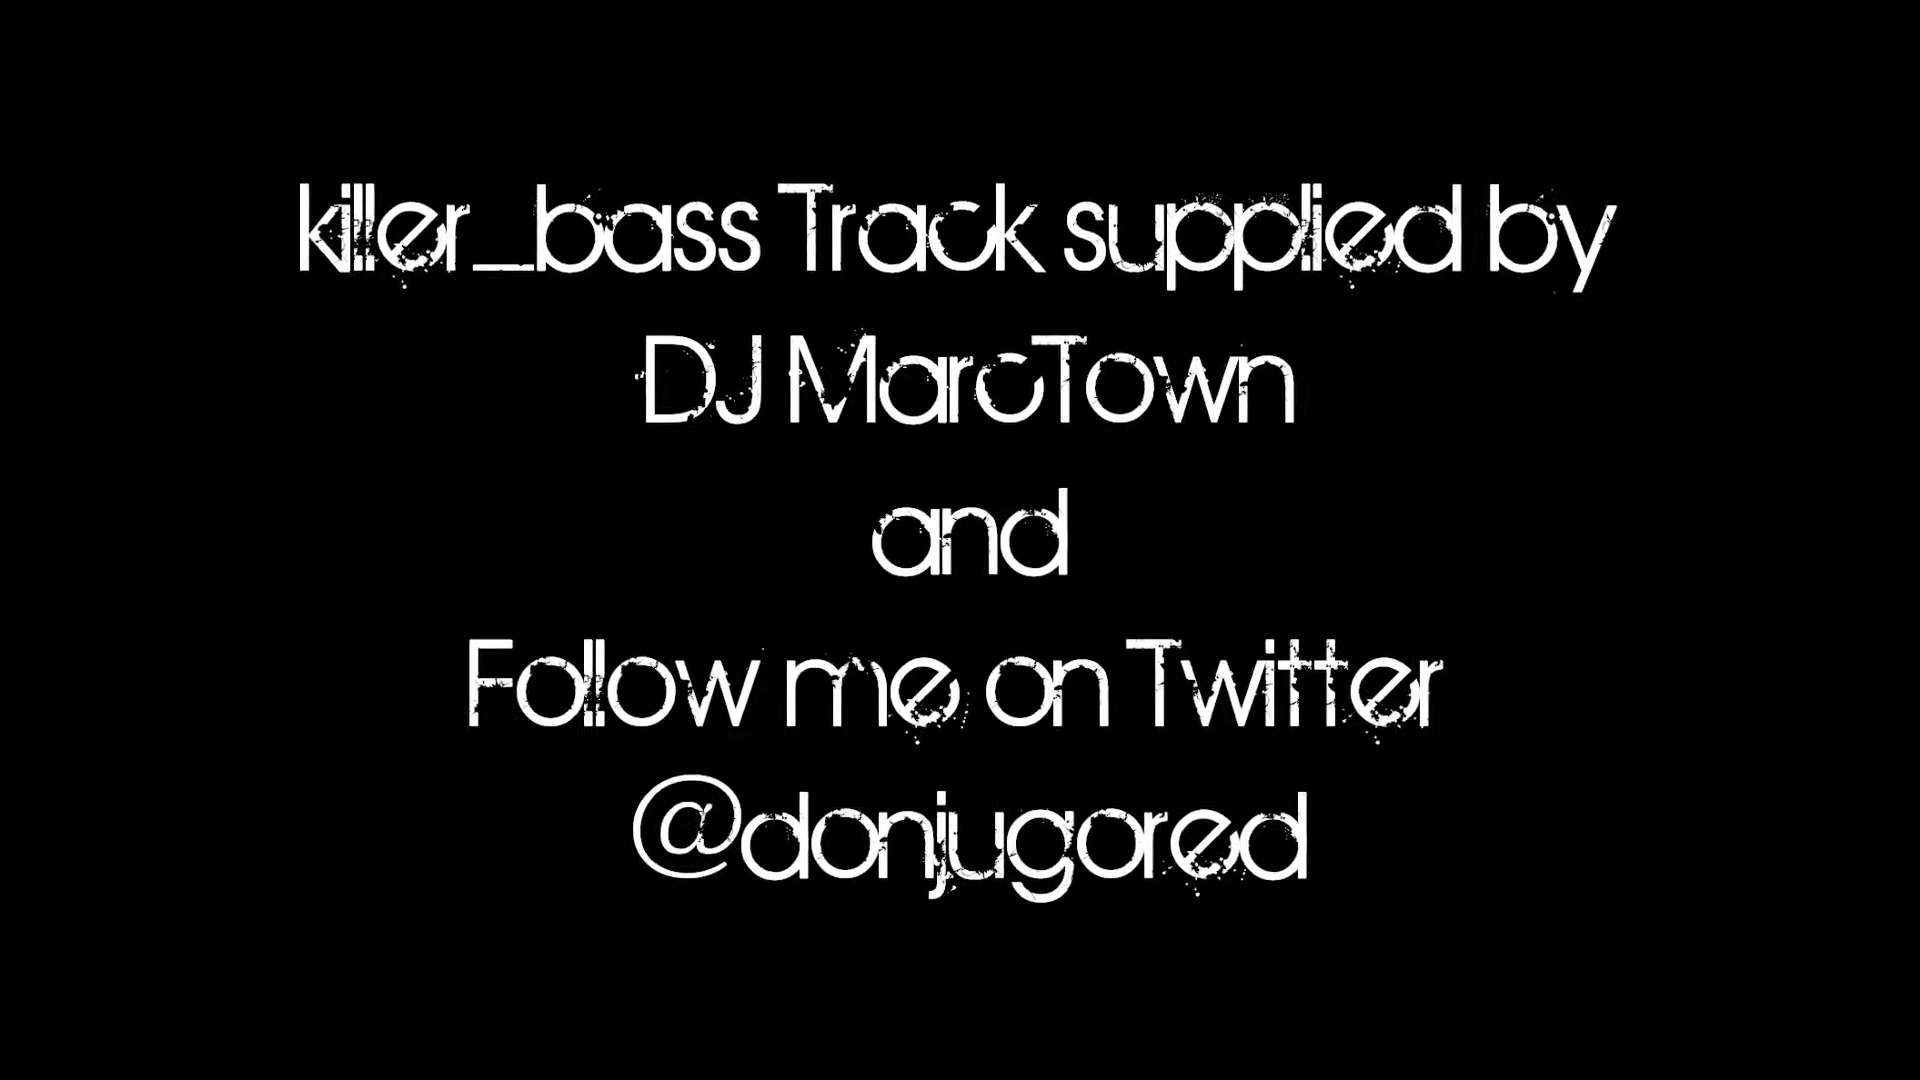 killer_bass Track supplied by
DJ MarcTown
and
Follow me on Twitter
@donjugored